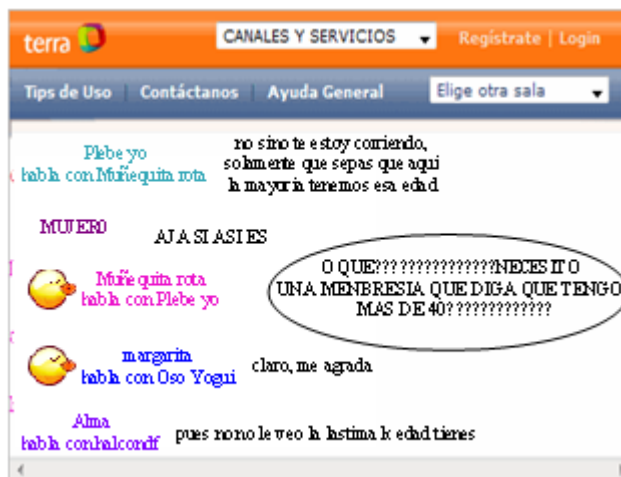 terra
CANALES Y SERVICIOS
Regístrate | Login
Tips de Uso
Contáctanos
Ayuda General
Elige otra sala
Plebe yo
habla con Muñequita rota
no sino te estoy corriendo,
solamente que sepas que aqui
la mayoria tenemos esa edad
MUJER0
AJA SI ASI ES
Muñequita rota
habla con Plebe yo
O QUE???????????????NECESITO
UNA MENBRESIA QUE DIGA QUE TENGO
MAS DE 40?????????????
margarita
habla con Oso Yogui
claro, me agrada
Alma
habla con halcondf
pues no no le veo la lastima k edad tienes